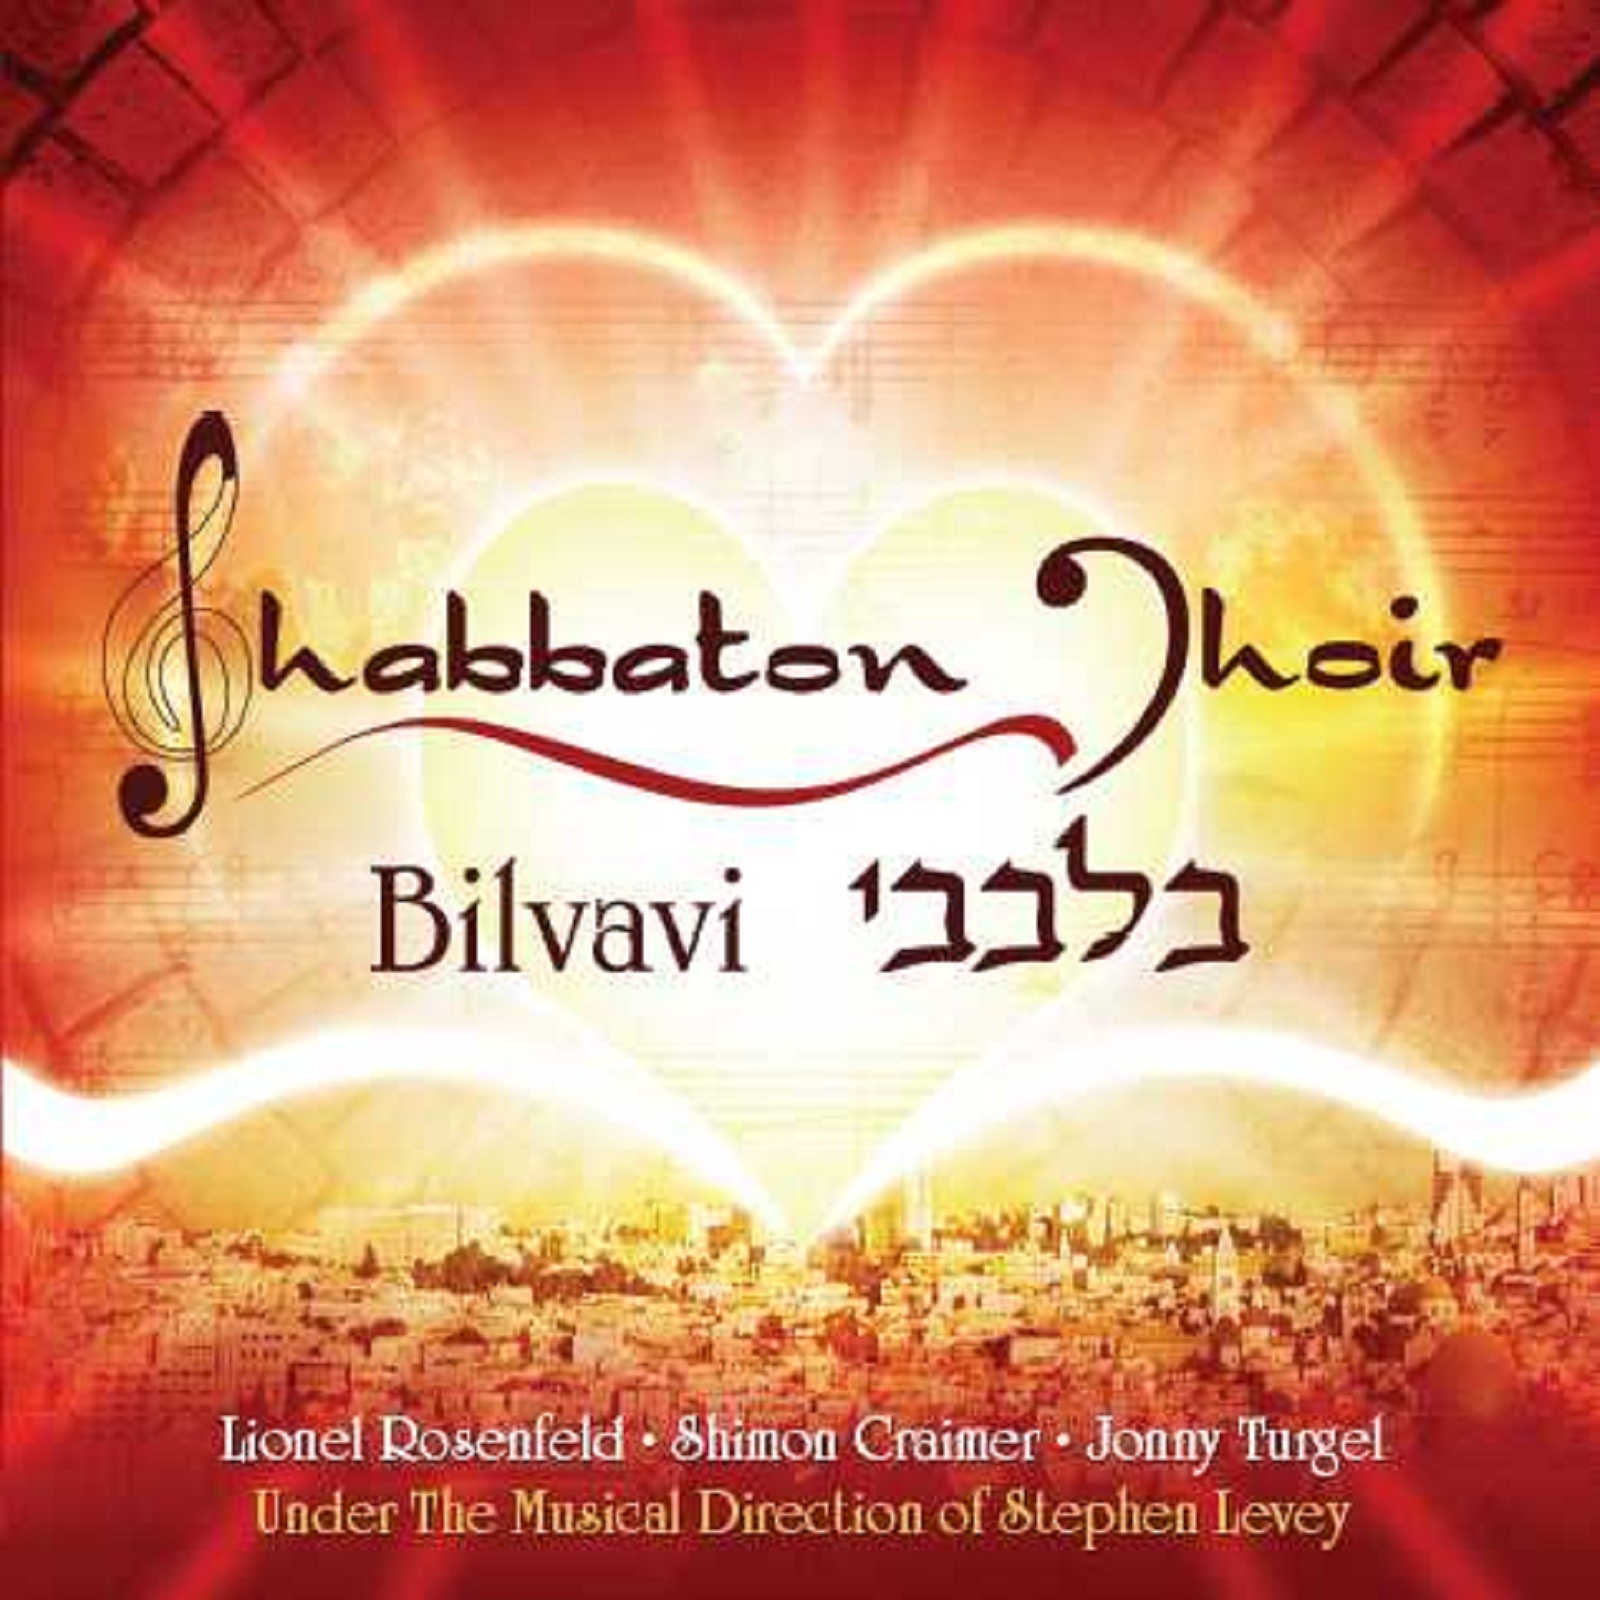 Shabbaton Choir
Bilvavi בלבבי
Lionel Rosenfeld • Shimon Craimer • Jonny Turgel
Under The Musical Direction of Stephen Levey